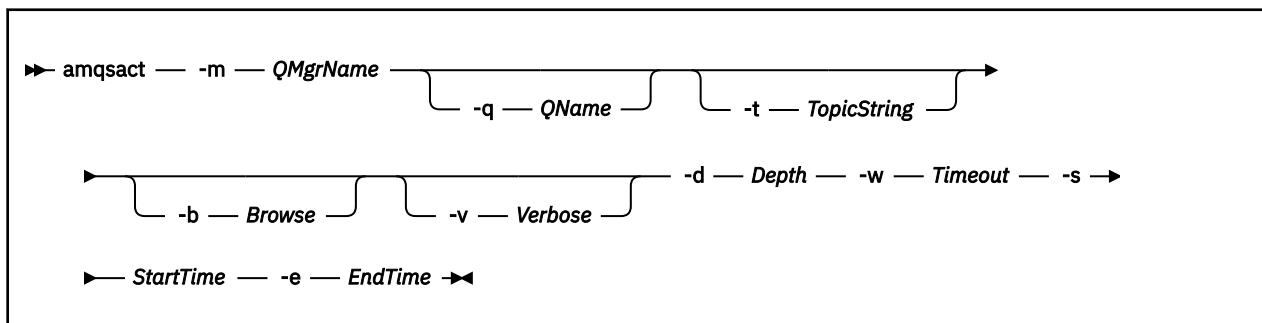 amqsact -m QMgrName
-q QName -t TopicString
-d Depth -w Timeout -s
-b Browse -v Verbose
StartTime -e EndTime